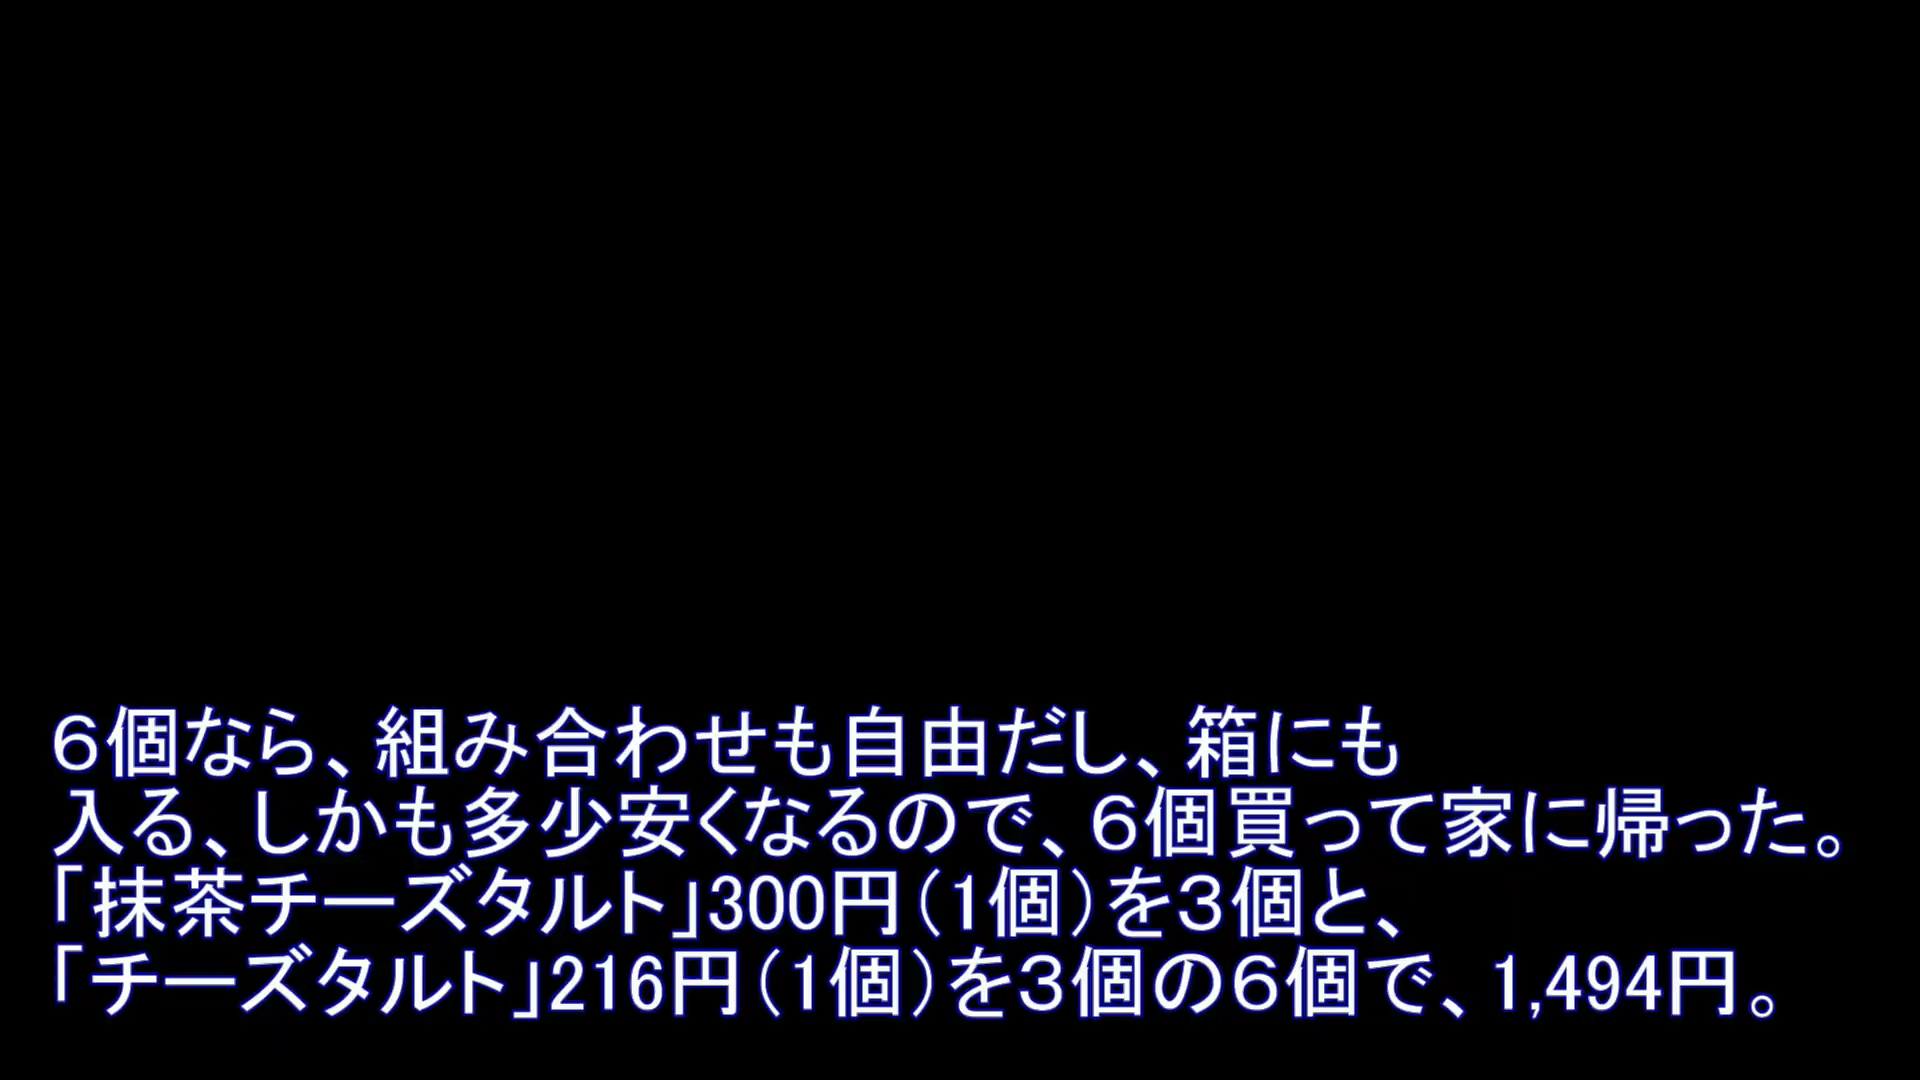 ６個なら、組み合わせも自由だし、箱にも
入る、しかも多少安くなるので、６個買って家に帰った。
「抹茶チーズタルト」300円（1個）を３個と、
「チーズタルト」216円（1個）を３個の６個で、1,494円。